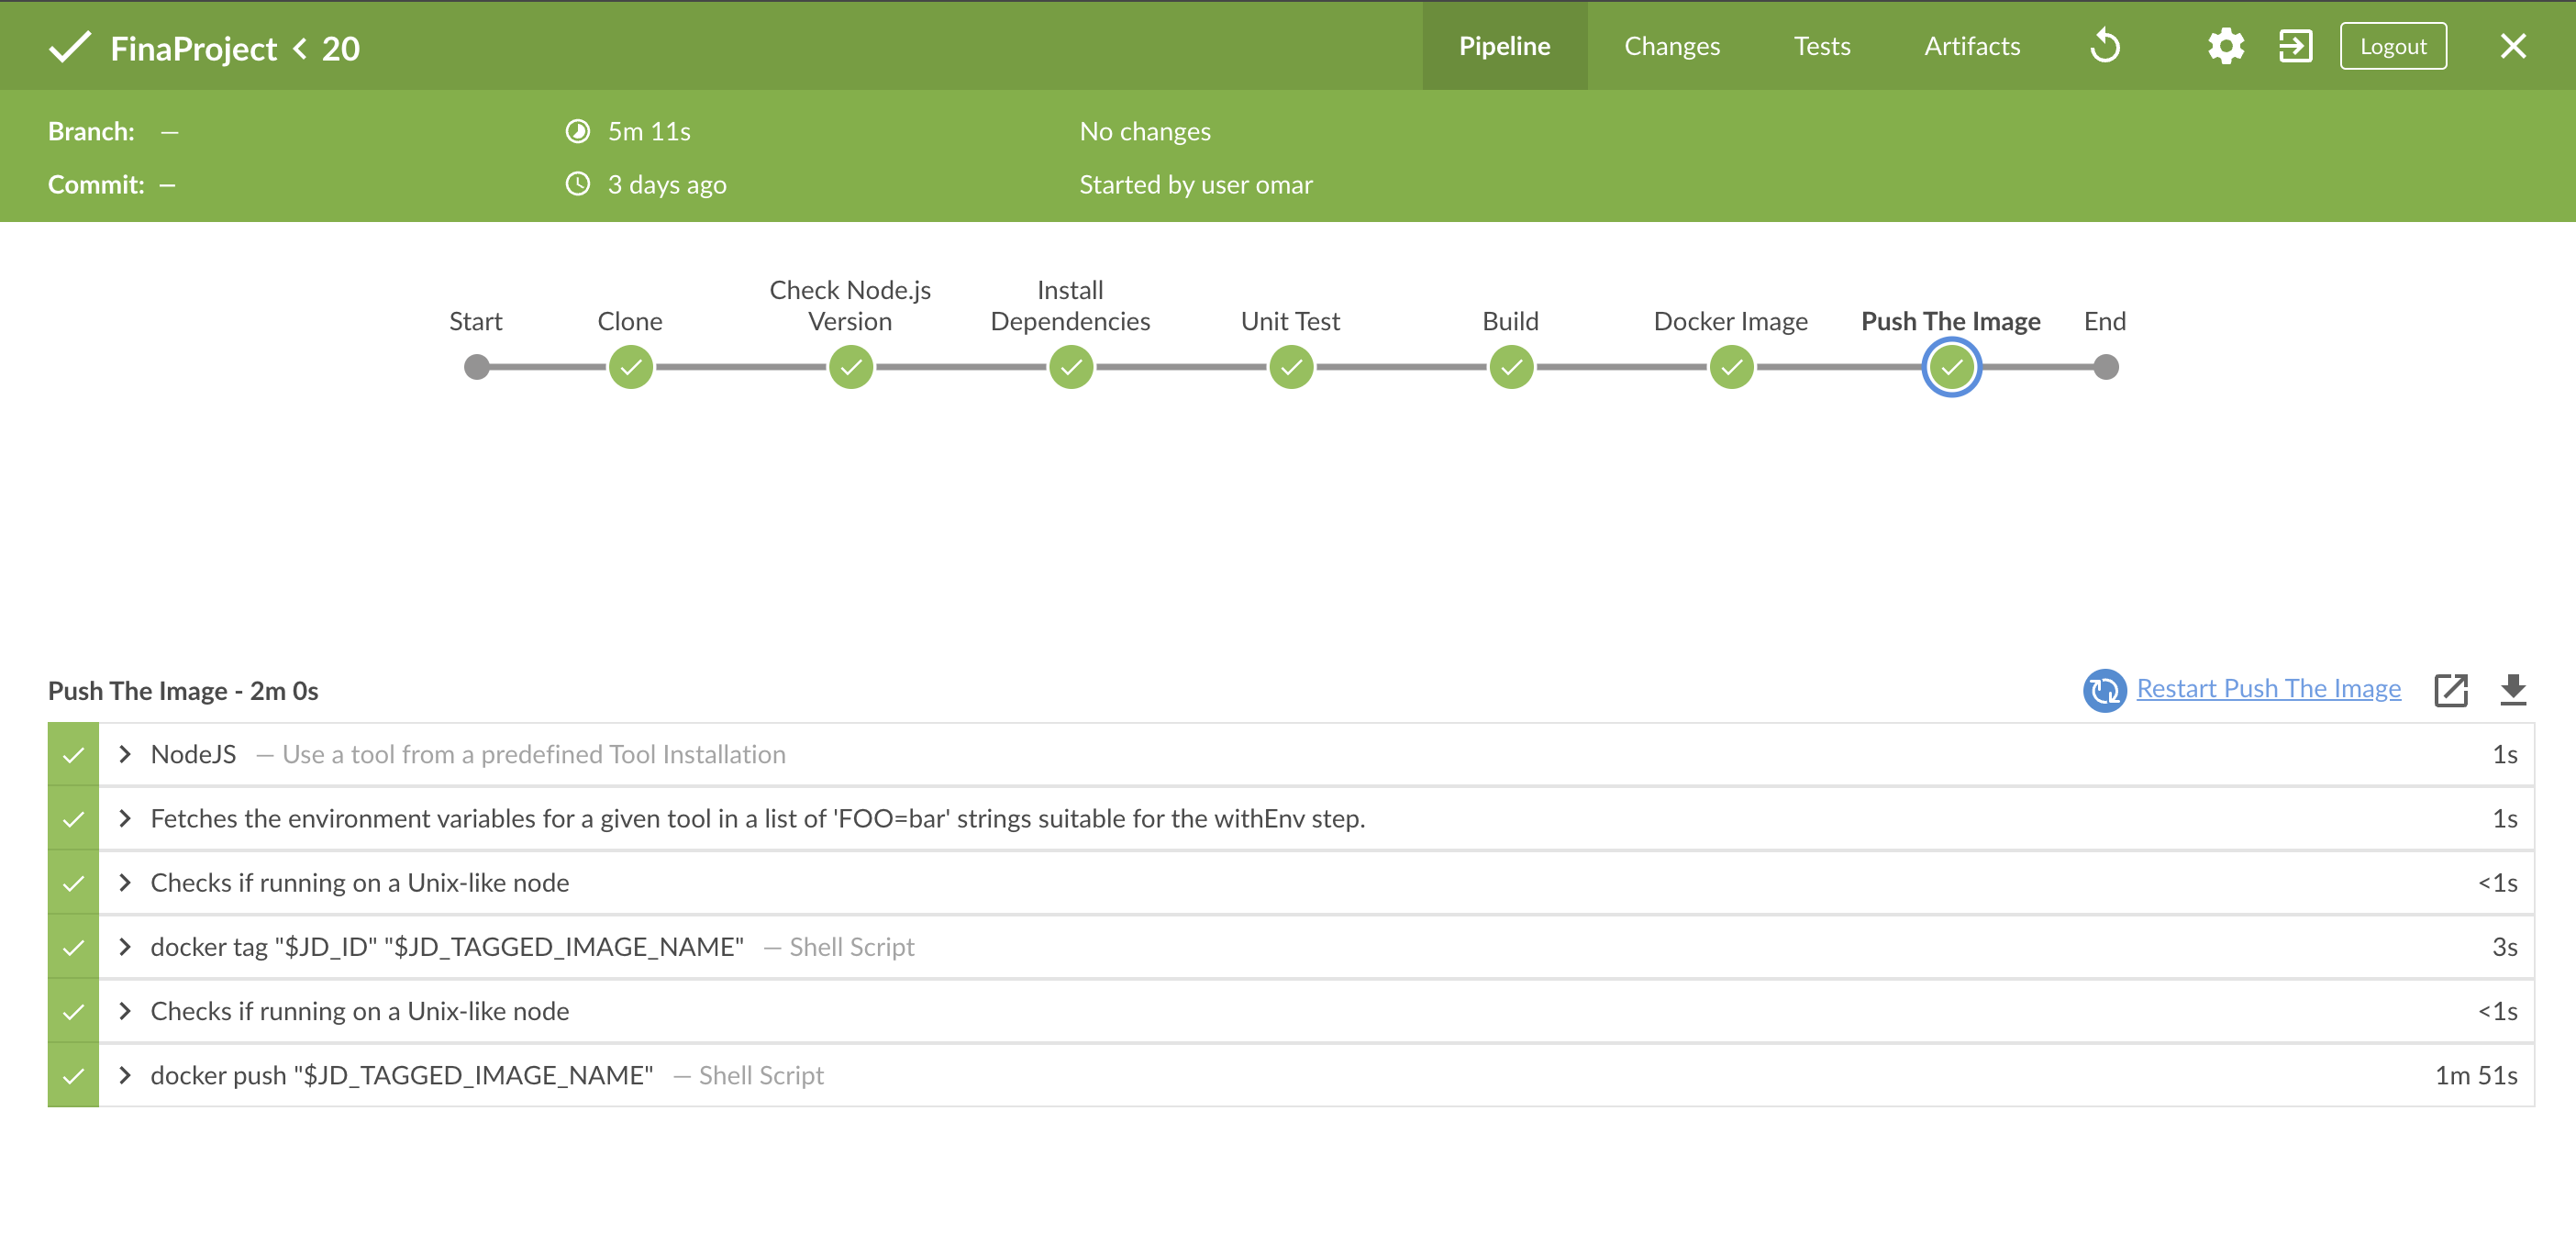 FinaProject < 20
Pipeline Changes Tests Artifacts Logout
Branch: — 5m 11s No changes
Commit: — 3 days ago Started by user omar
Start
Clone
Check Node.js
Version
Install
Dependencies
Unit Test
Build
Docker Image
Push The Image
End
Push The Image - 2m 0s
Restart Push The Image
NodeJS — Use a tool from a predefined Tool Installation 1s
Fetches the environment variables for a given tool in a list of 'FOO=bar' strings suitable for the withEnv step. 1s
Checks if running on a Unix-like node <1s
docker tag "$JD_ID" "$JD_TAGGED_IMAGE_NAME" — Shell Script 3s
Checks if running on a Unix-like node <1s
docker push "$JD_TAGGED_IMAGE_NAME" — Shell Script 1m 51s